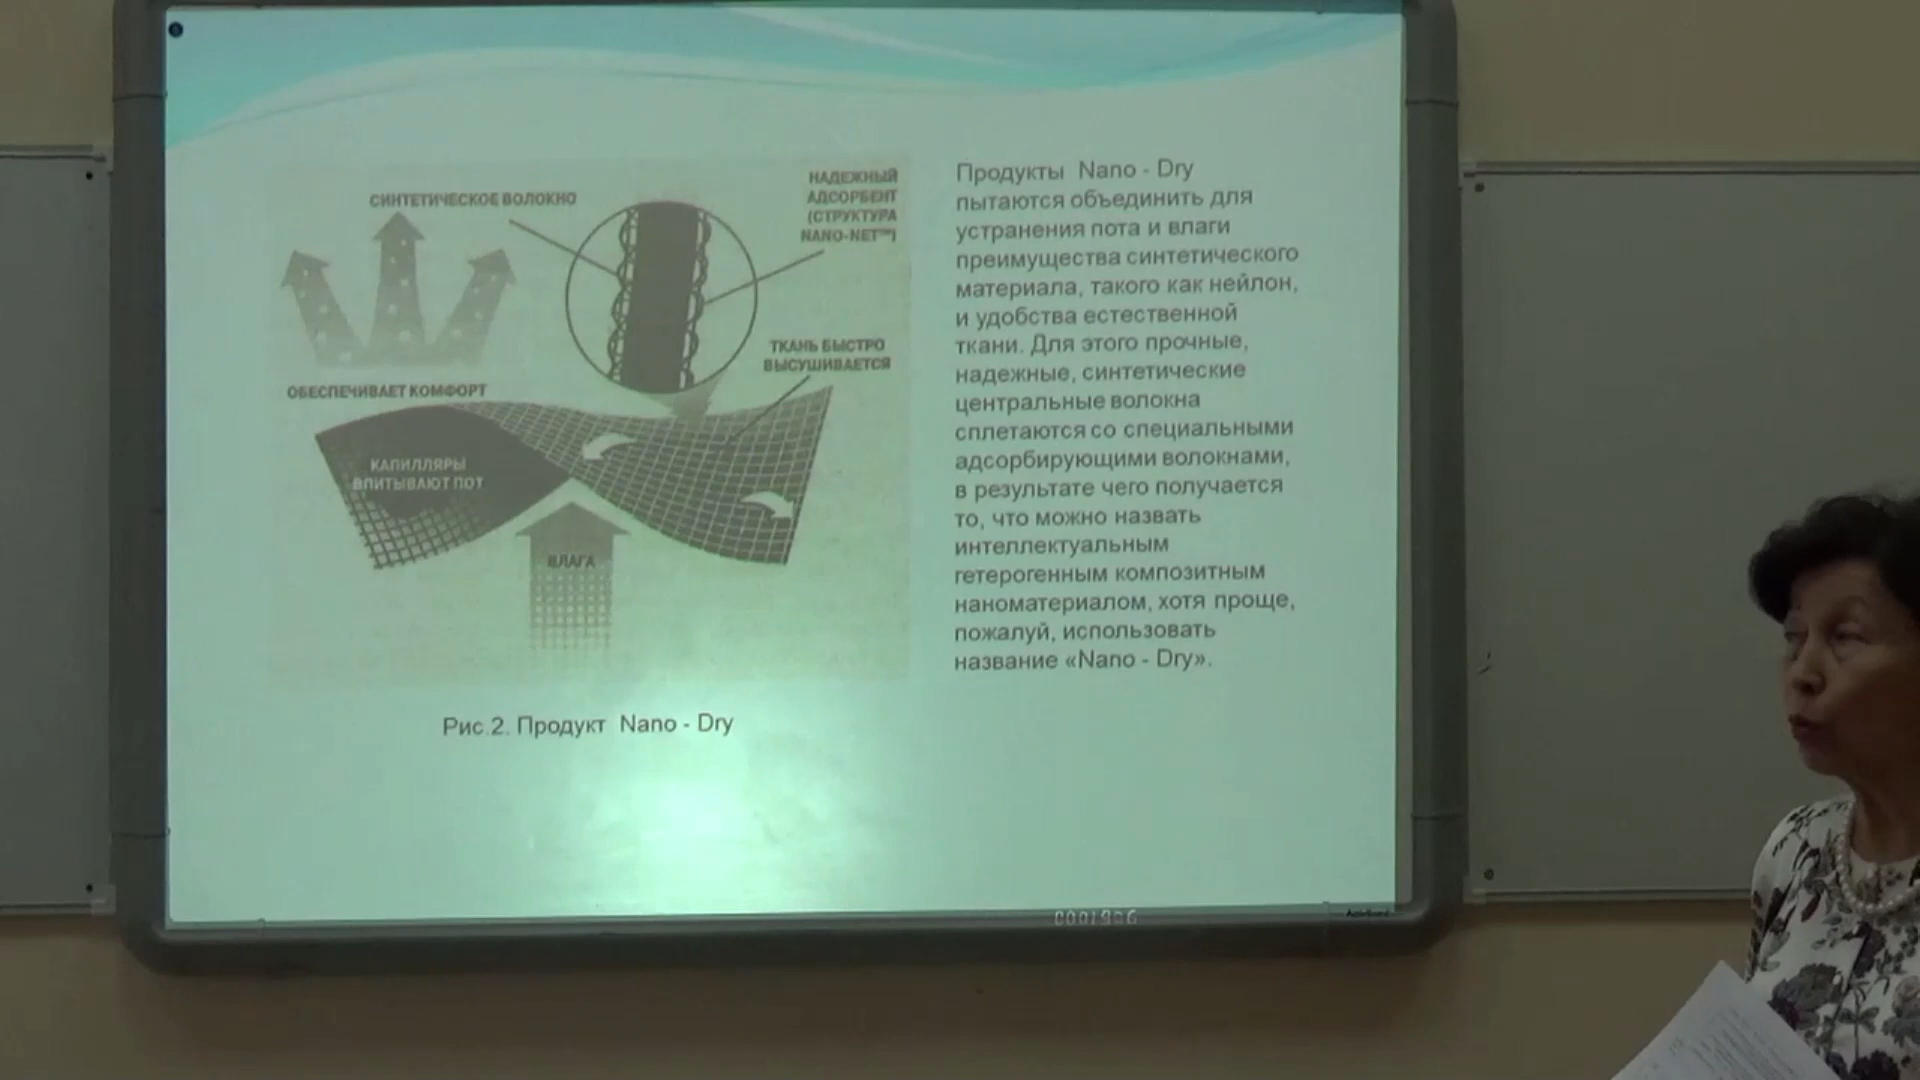 СИНТЕТИЧЕСКОЕ ВОЛОКНО
НАДЕЖНЫЙ
АДСОРБЕНТ
(СТРУКТУРА
NANO-NET™)
ТКАНЬ БЫСТРО
ВЫСУШИВАЕТСЯ
ОБЕСПЕЧИВАЕТ КОМФОРТ
КАПИЛЛЯРЫ
ВПИТЫВАЮТ ПОТ
ВЛАГА
Рис.2. Продукт Nano - Dry
Продукты Nano - Dry
пытаются объединить для
устранения пота и влаги
преимущества синтетического
материала, такого как нейлон,
и удобства естественной
ткани. Для этого прочные,
надежные, синтетические
центральные волокна
сплетаются со специальными
адсорбирующими волокнами,
в результате чего получается
то, что можно назвать
интеллектуальным
гетерогенным композитным
наноматериалом, хотя проще,
пожалуй, использовать
название «Nano - Dry».